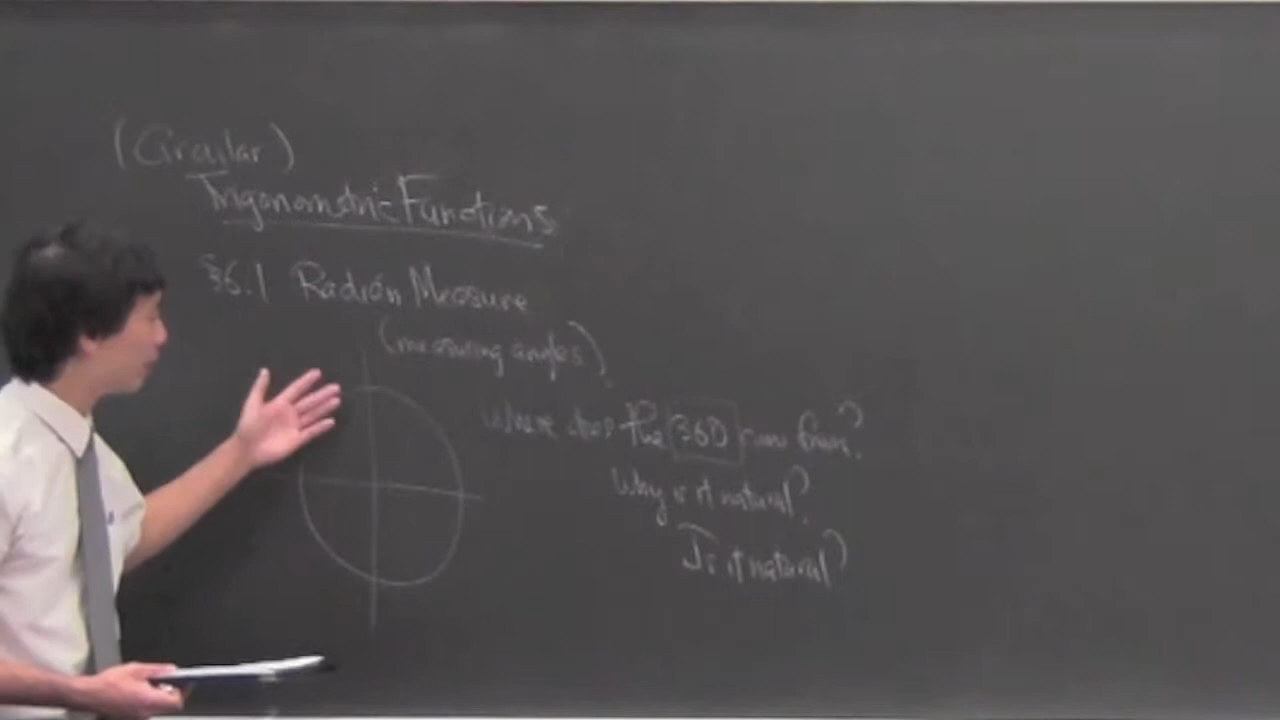 (Circular)
Trigonometric Functions
§6.1 Radian Measure
(measuring angles)
Where does the 360 come from?
Why is it natural?
Is it natural?